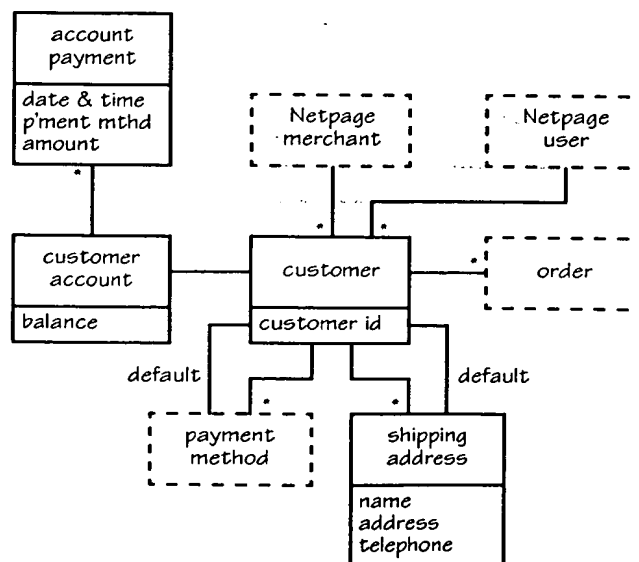 account
payment
date & time
p'ment mthd
amount
*
Netpage
merchant
*
Netpage
user
*
customer
account
balance
customer
customer id
*
order
default
*
payment
method
default
*
shipping
address
name
address
telephone